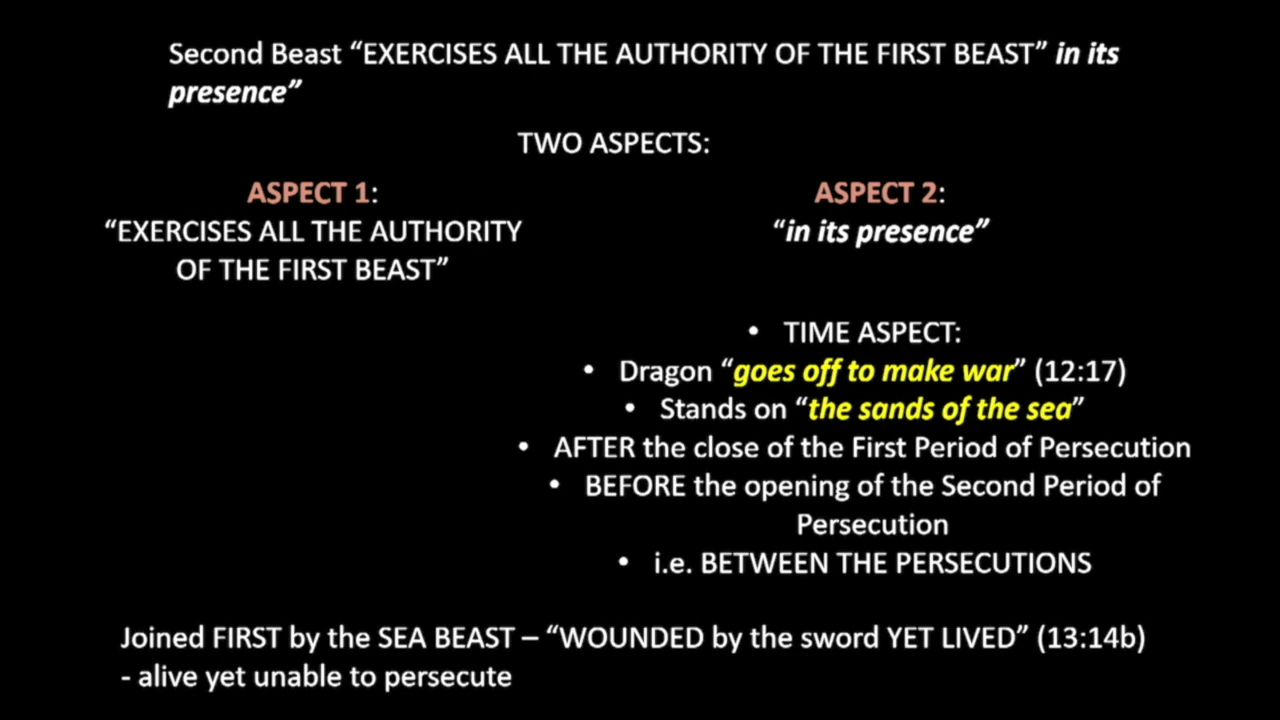 Second Beast “EXERCISES ALL THE AUTHORITY OF THE FIRST BEAST” in its
presence”
TWO ASPECTS:
ASPECT 1:
“EXERCISES ALL THE AUTHORITY
OF THE FIRST BEAST”
ASPECT 2:
“in its presence”
• TIME ASPECT:
• Dragon “goes off to make war” (12:17)
• Stands on “the sands of the sea”
• AFTER the close of the First Period of Persecution
• BEFORE the opening of the Second Period of
Persecution
• i.e. BETWEEN THE PERSECUTIONS
Joined FIRST by the SEA BEAST – “WOUNDED by the sword YET LIVED” (13:14b)
- alive yet unable to persecute